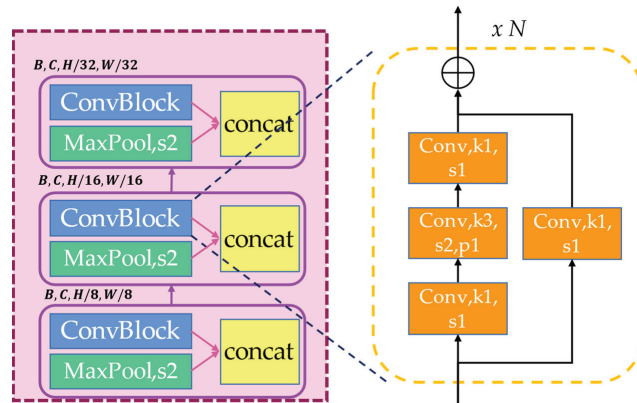 B, C, H/32, W/32
ConvBlock
MaxPool,s2
concat
B, C, H/16, W/16
ConvBlock
MaxPool,s2
concat
B, C, H/8, W/8
ConvBlock
MaxPool,s2
concat
x N
Conv,k1,
s1
Conv,k3,
s2,p1
Conv,k1,
s1
Conv,k1,
s1